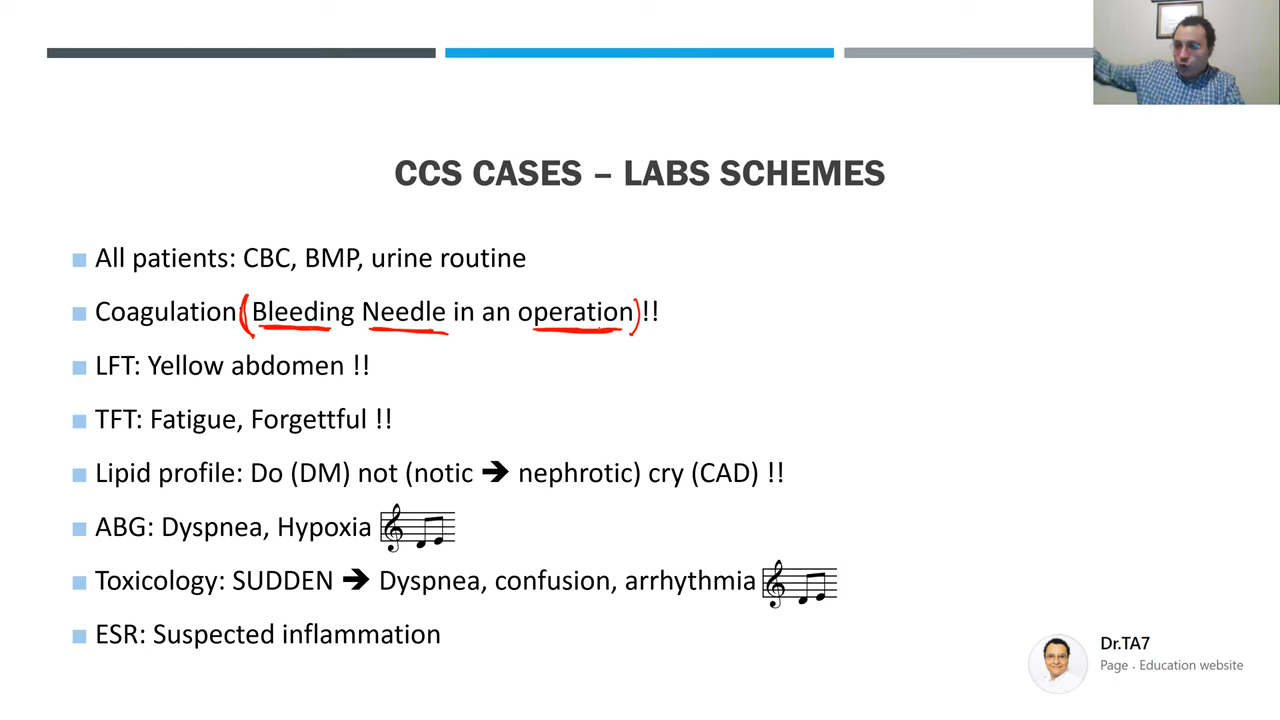 CCS CASES – LABS SCHEMES
All patients: CBC, BMP, urine routine
Coagulation (Bleeding Needle in an operation) !!
LFT: Yellow abdomen !!
TFT: Fatigue, Forgettful !!
Lipid profile: Do (DM) not (notic → nephrotic) cry (CAD) !!
ABG: Dyspnea, Hypoxia
Toxicology: SUDDEN → Dyspnea, confusion, arrhythmia
ESR: Suspected inflammation
Dr.TA7
Page · Education website